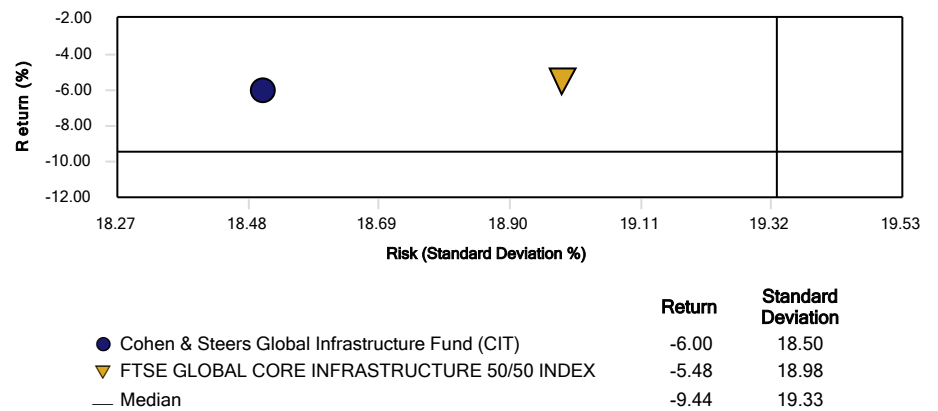 -2.00
-4.00
-6.00
-8.00
-10.00
-12.00
Return (%)
18.27 18.48 18.69 18.90 19.11 19.32 19.53
Risk (Standard Deviation %)
Return Standard Deviation
Cohen & Steers Global Infrastructure Fund (CIT) -6.00 18.50
FTSE GLOBAL CORE INFRASTRUCTURE 50/50 INDEX -5.48 18.98
Median -9.44 19.33